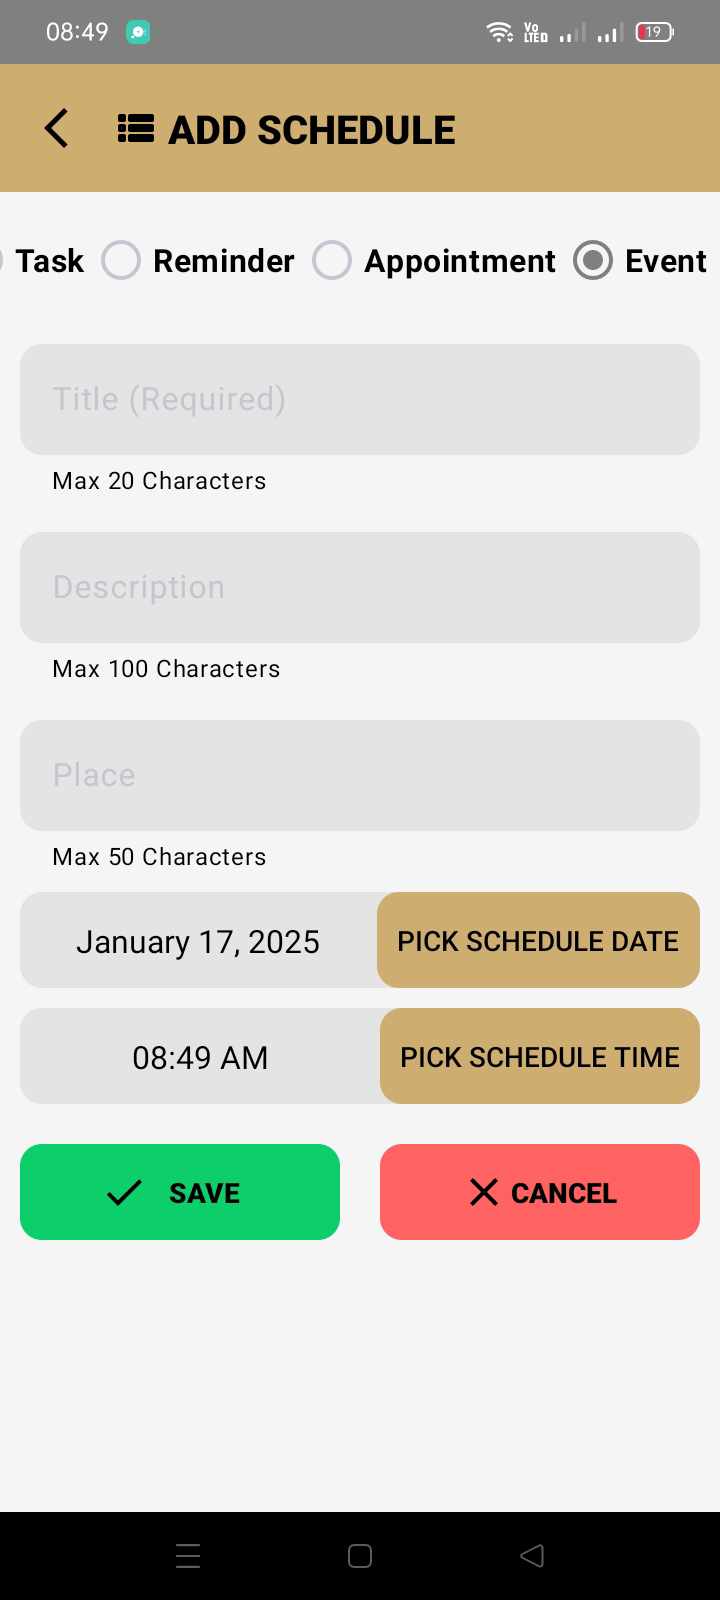 08:49 Vo LTE 19
ADD SCHEDULE
Task Reminder Appointment Event
Title (Required)
Max 20 Characters
Description
Max 100 Characters
Place
Max 50 Characters
January 17, 2025 PICK SCHEDULE DATE
08:49 AM PICK SCHEDULE TIME
SAVE CANCEL